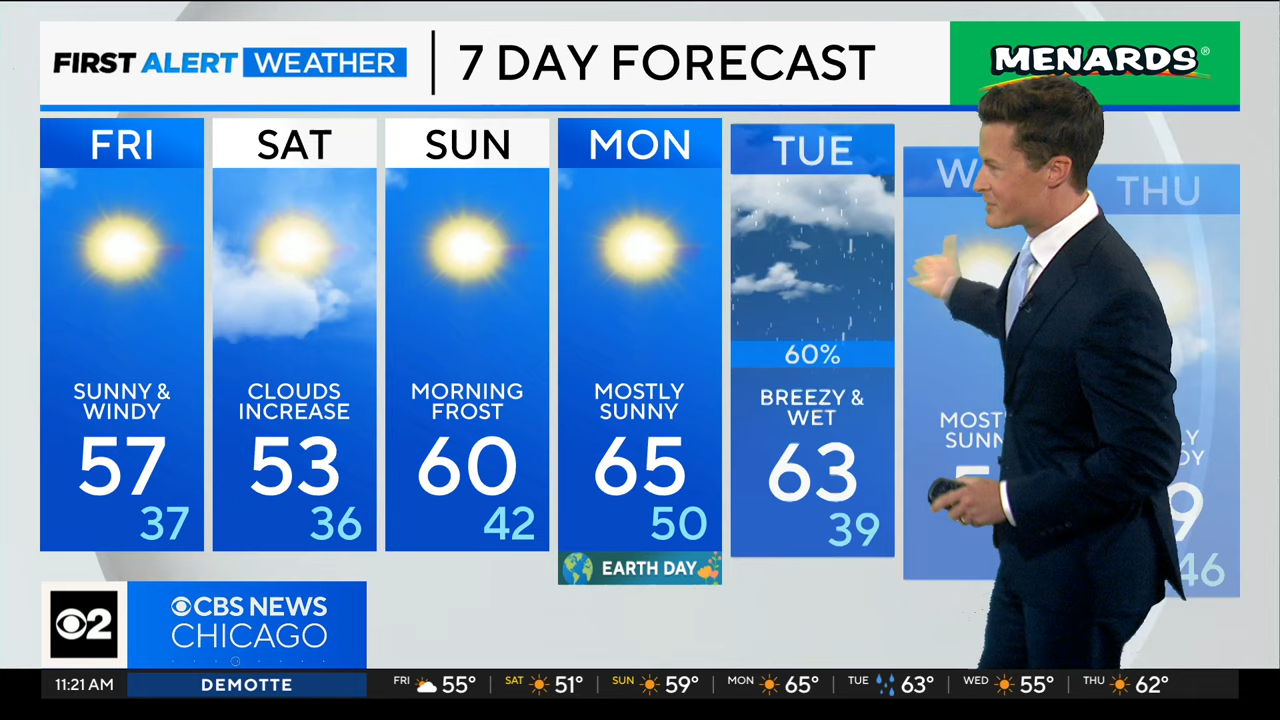 FIRST ALERT WEATHER
7 DAY FORECAST
MENARDS®
FRI
SUNNY &
WINDY
57
37
SAT
CLOUDS
INCREASE
53
36
SUN
MORNING
FROST
60
42
MON
MOSTLY
SUNNY
65
50
EARTH DAY
TUE
60%
BREEZY &
WET
63
39
THU
46
2
CBS NEWS
CHICAGO
11:21 AM
DEMOTTE
FRI 55° SAT 51° SUN 59° MON 65° TUE 63° WED 55° THU 62°